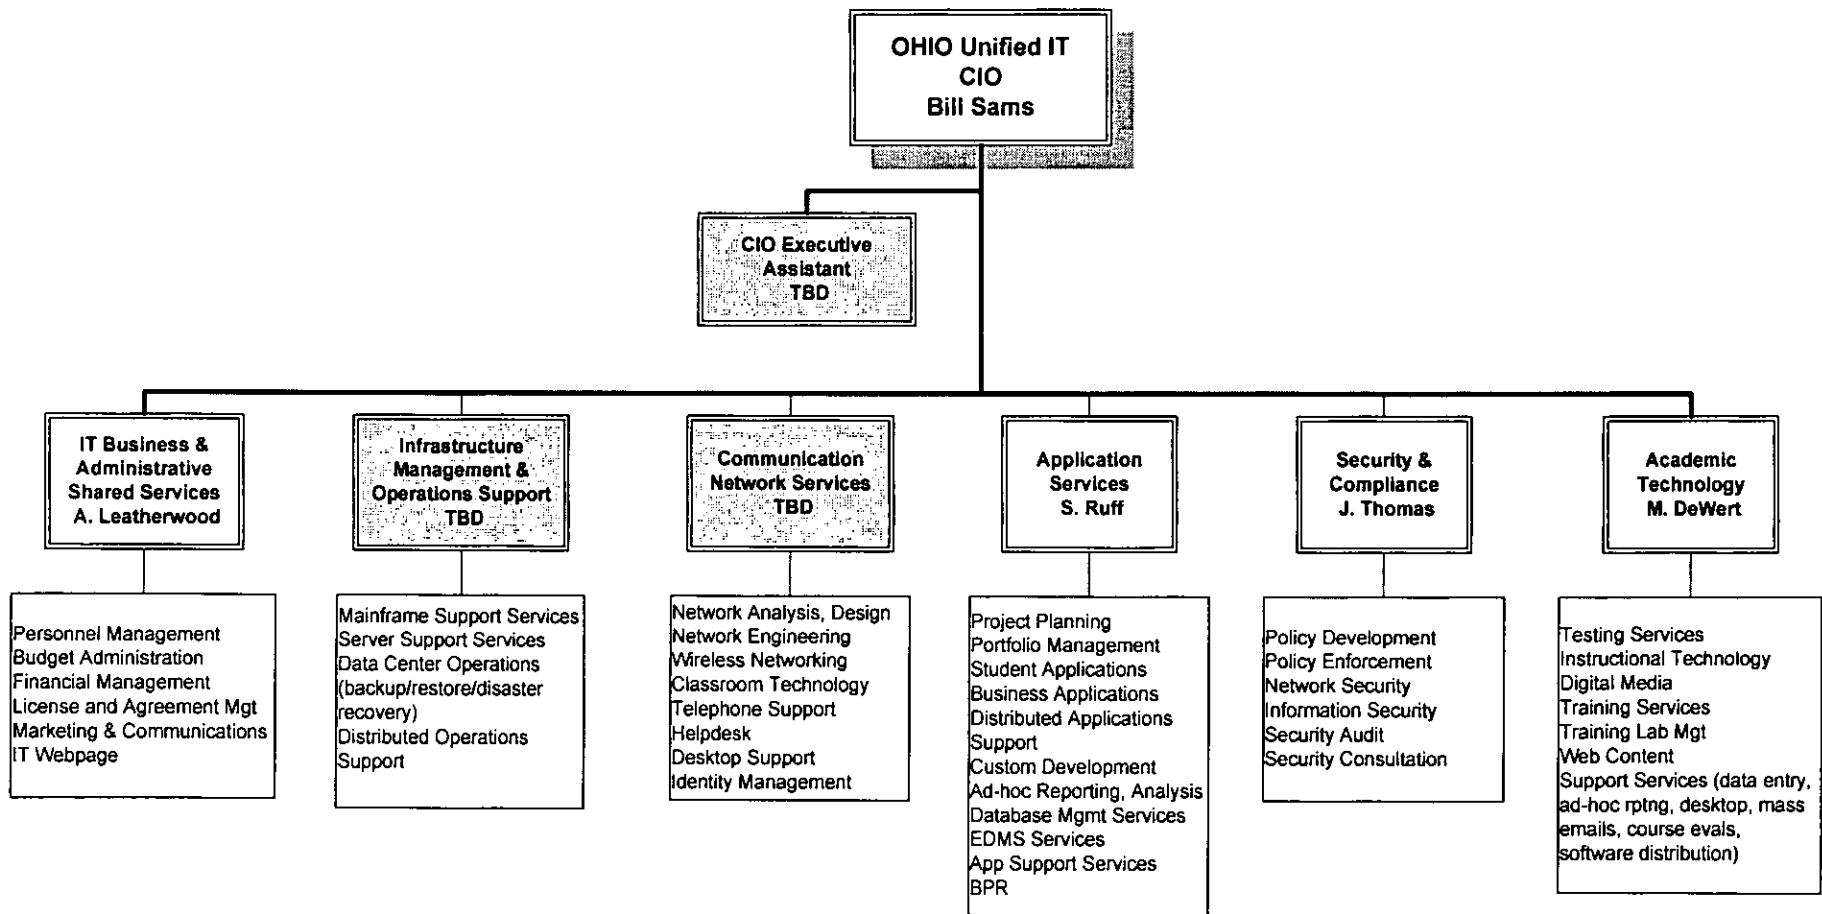 OHIO Unified IT
CIO
Bill Sams
CIO Executive
Assistant
TBD
IT Business &
Administrative
Shared Services
A. Leatherwood
Infrastructure
Management &
Operations Support
TBD
Communication
Network Services
TBD
Application
Services
S. Ruff
Security &
Compliance
J. Thomas
Academic
Technology
M. DeWert
Personnel Management
Budget Administration
Financial Management
License and Agreement Mgt
Marketing & Communications
IT Webpage
Mainframe Support Services
Server Support Services
Data Center Operations
(backup/restore/disaster
recovery)
Distributed Operations
Support
Network Analysis, Design
Network Engineering
Wireless Networking
Classroom Technology
Telephone Support
Helpdesk
Desktop Support
Identity Management
Project Planning
Portfolio Management
Student Applications
Business Applications
Distributed Applications
Support
Custom Development
Ad-hoc Reporting, Analysis
Database Mgmt Services
EDMS Services
App Support Services
BPR
Policy Development
Policy Enforcement
Network Security
Information Security
Security Audit
Security Consultation
Testing Services
Instructional Technology
Digital Media
Training Services
Training Lab Mgt
Web Content
Support Services (data entry,
ad-hoc rptng, desktop, mass
emails, course evals,
software distribution)